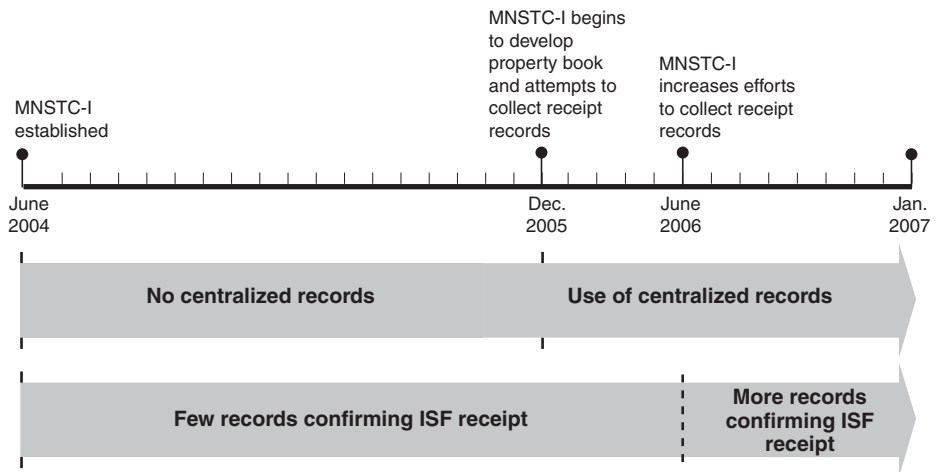 MNSTC-I begins
to develop
property book
and attempts to
collect receipt
records
MNSTC-I
increases efforts
to collect receipt
records
MNSTC-I
established
June
2004
Dec.
2005
June
2006
Jan.
2007
No centralized records
Use of centralized records
Few records confirming ISF receipt
More records
confirming ISF
receipt